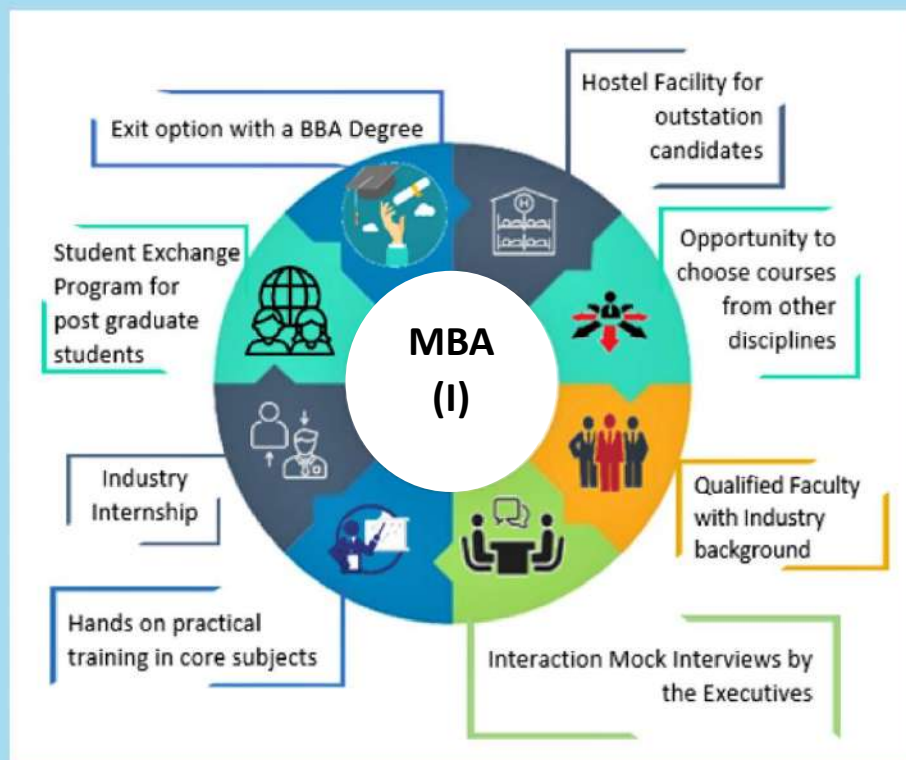 Exit option with a BBA Degree
Hostel Facility for
outstation
candidates
Student Exchange
Program for
post graduate
students
Opportunity to
choose courses
from other
disciplines
MBA
(I)
H
Industry
Internship
Qualified Faculty
with Industry
background
Hands on practical
training in core subjects
Interaction Mock Interviews by
the Executives